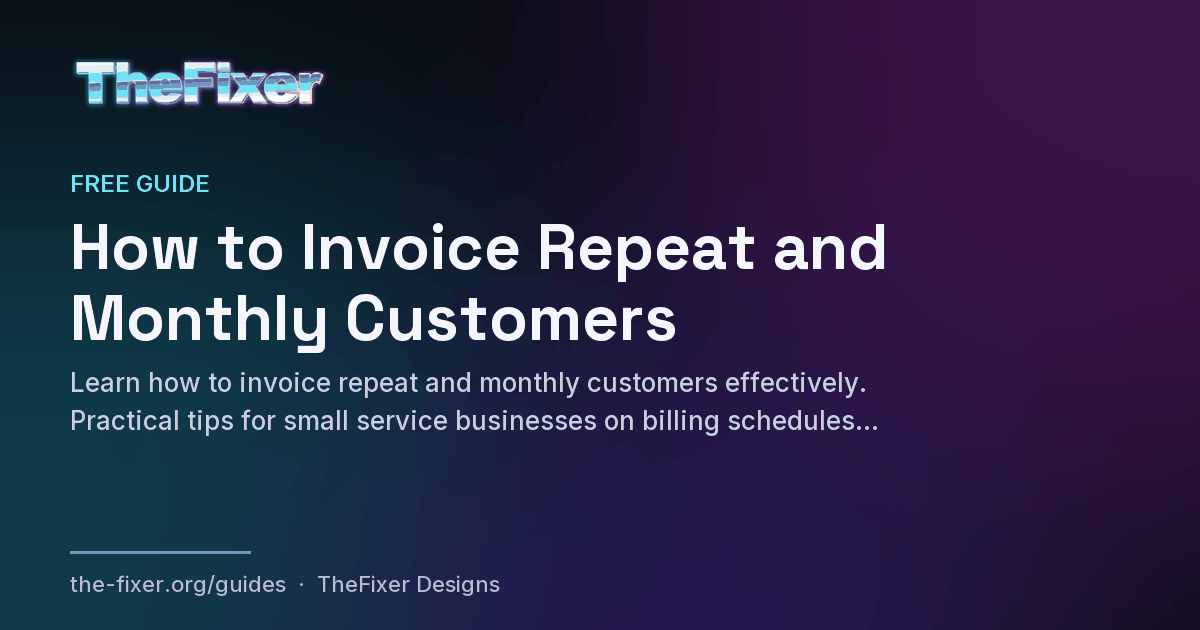 TheFixer
FREE GUIDE
How to Invoice Repeat and
Monthly Customers
Learn how to invoice repeat and monthly customers effectively.
Practical tips for small service businesses on billing schedules...
the-fixer.org/guides · TheFixer Designs